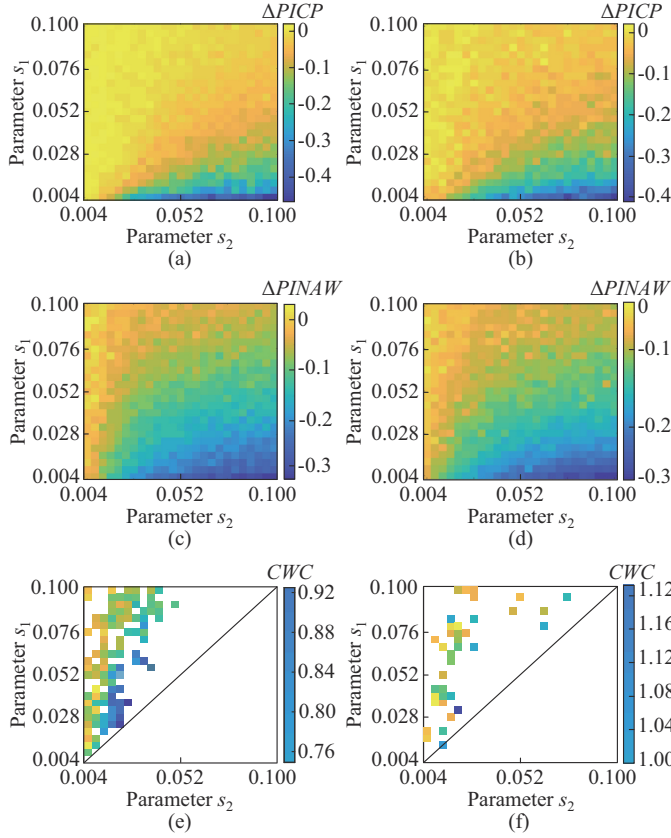 ΔPICP
0.100
0.076
0.052
0.028
0.004
Parameter s₁
0
-0.1
-0.2
-0.3
-0.4
0.004 0.052 0.100
Parameter s₂
(a)
ΔPICP
0.100
0.076
0.052
0.028
0.004
Parameter s₁
0
-0.1
-0.2
-0.3
-0.4
0.004 0.052 0.100
Parameter s₂
(b)
ΔPINAW
0.100
0.076
0.052
0.028
0.004
Parameter s₁
0
-0.1
-0.2
-0.3
0.004 0.052 0.100
Parameter s₂
(c)
ΔPINAW
0.100
0.076
0.052
0.028
0.004
Parameter s₁
0
-0.1
-0.2
-0.3
0.004 0.052 0.100
Parameter s₂
(d)
CWC
0.100
0.076
0.052
0.028
0.004
Parameter s₁
0.92
0.88
0.84
0.80
0.76
0.004 0.052 0.100
Parameter s₂
(e)
CWC
0.100
0.076
0.052
0.028
0.004
Parameter s₁
1.12
1.16
1.12
1.08
1.04
1.00
0.004 0.052 0.100
Parameter s₂
(f)